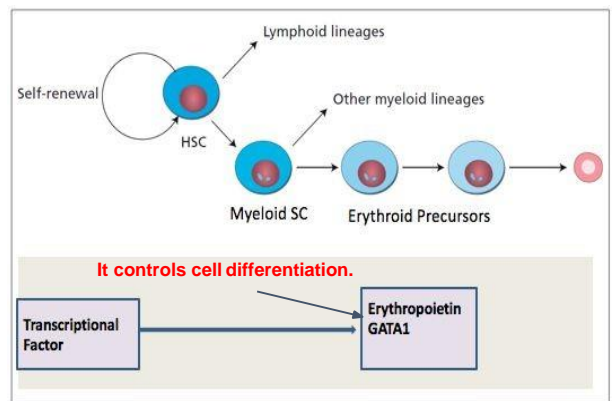 Lymphoid lineages
Self-renewal
HSC
Other myeloid lineages
Myeloid SC
Erythroid Precursors
It controls cell differentiation.
Transcriptional
Factor
Erythropoietin
GATA1